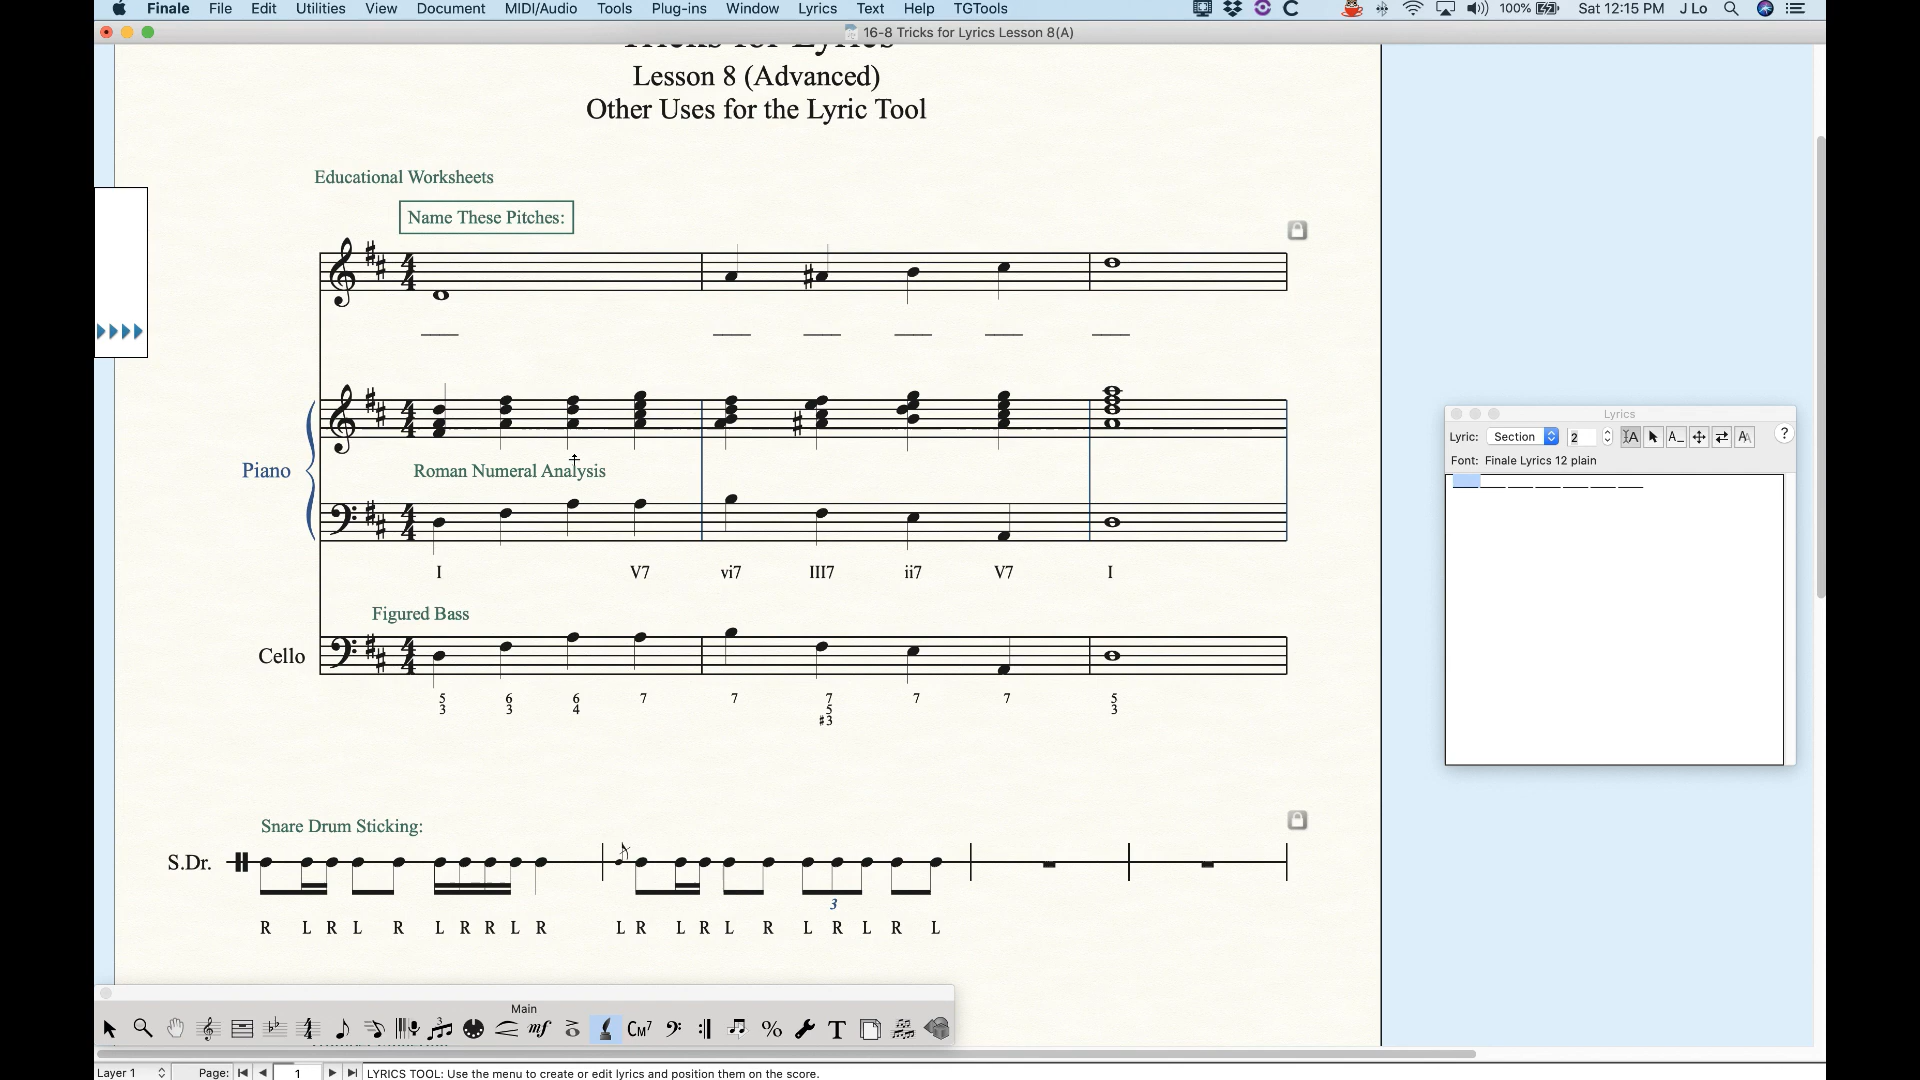 Finale File Edit Utilities View Document MIDI/Audio Tools Plug-ins Window Lyrics Text Help TGTools 100% Sat 12:15 PM J Lo
16-8 Tricks for Lyrics Lesson 8(A)
Tricks for Lyrics
Lesson 8 (Advanced)
Other Uses for the Lyric Tool
Educational Worksheets
Name These Pitches:
Piano
Roman Numeral Analysis
I V7 vi7 III7 ii7 V7 I
Figured Bass
Cello
5 6 6 7 7 7 7 7 5
3 3 4 5 3
♯3
Snare Drum Sticking:
S.Dr.
3
R L R L R L R R L R L R L R L R L R L R L
Lyrics
Lyric: Section 2
Font: Finale Lyrics 12 plain
Main
CM7
Layer 1 Page: 1 LYRICS TOOL: Use the menu to create or edit lyrics and position them on the score.